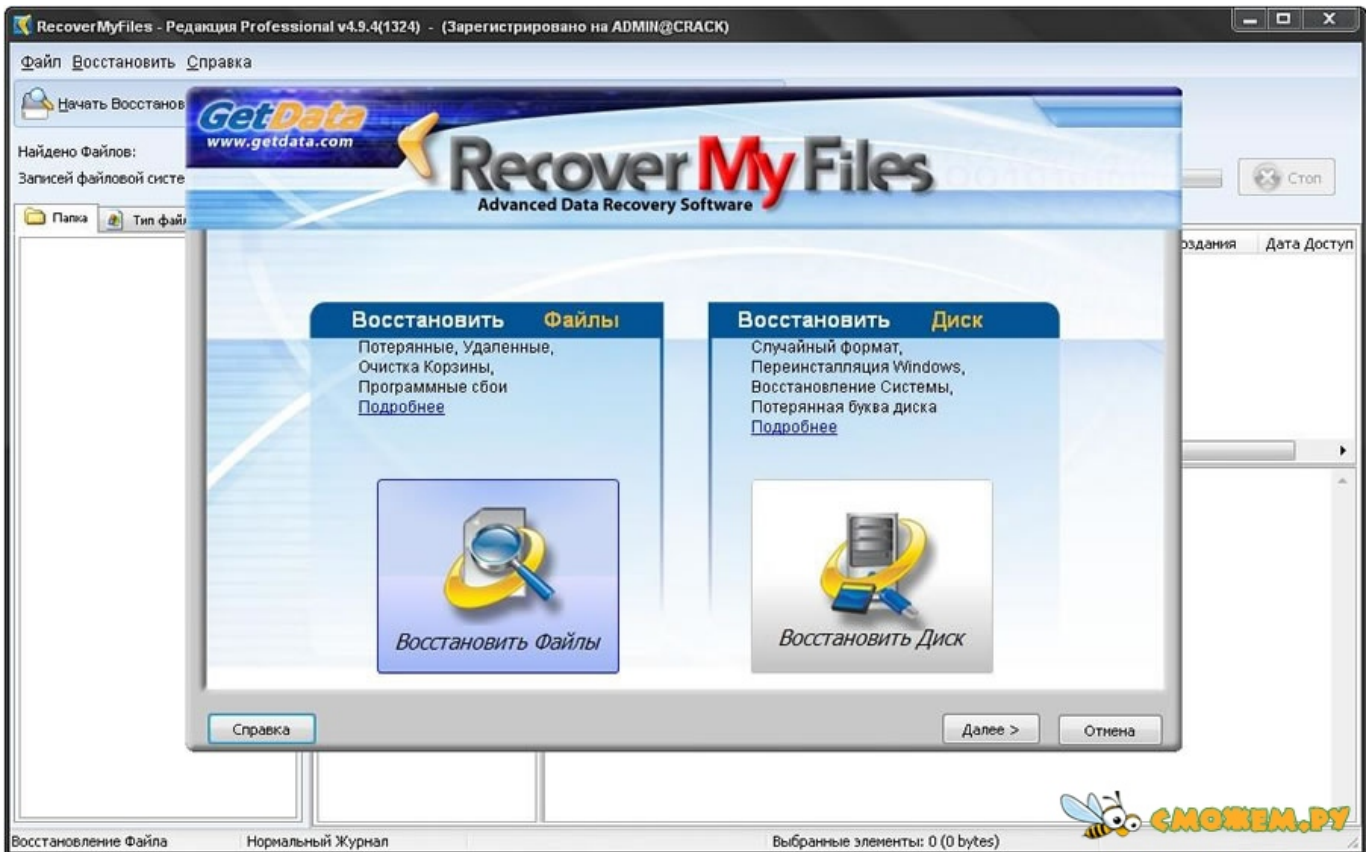 RecoverMyFiles - Редакция Professional v4.9.4(1324) - (Зарегистрировано на ADMIN@CRACK)
Файл Восстановить Справка
Начать Восстанов
GetData
www.getdata.com
Recover My Files
Advanced Data Recovery Software
Найдено Файлов:
Записей файловой систе
Стоп
Папка Тип файл
оздания Дата Доступ
Восстановить Файлы
Потерянные, Удаленные,
Очистка Корзины,
Программные сбои
Подробнее
Восстановить Диск
Случайный формат,
Переинсталляция Windows,
Восстановление Системы,
Потерянная буква диска
Подробнее
Восстановить Файлы
Восстановить Диск
Справка
Далее >
Отмена
СМОЖЕМ.РУ
Восстановление Файла Нормальный Журнал Выбранные элементы: 0 (0 bytes)